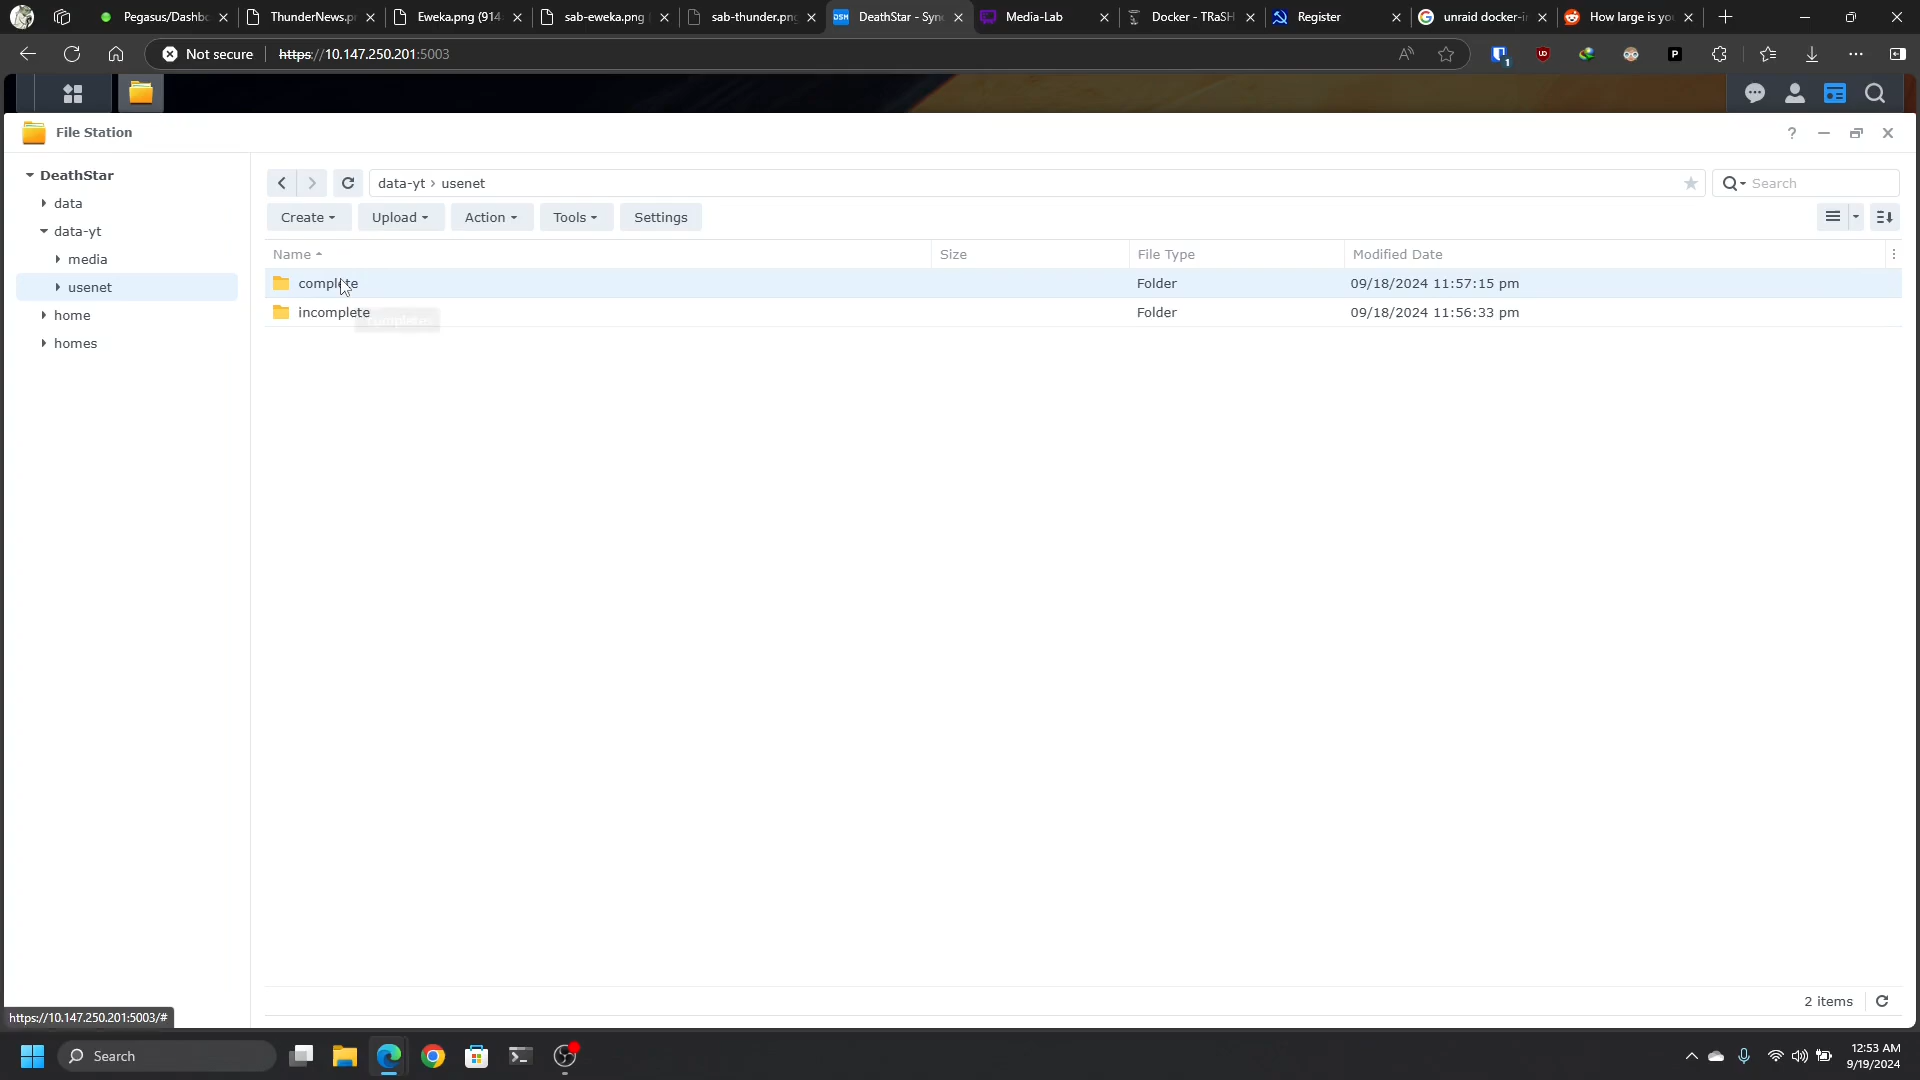 Pegasus/Dashb
ThunderNews.p
Eweka.png (914
sab-eweka.png
sab-thunder.png
DSM
DeathStar - Syn
Media-Lab
Docker - TRaSH
Register
unraid docker-i
How large is yo
Not secure
https://10.147.250.201:5003
1
UD
P
File Station
?
DeathStar
data
data-yt
media
usenet
home
homes
data-yt › usenet
Search
Create
Upload
Action
Tools
Settings
Name
Size
File Type
Modified Date
complete
Folder
09/18/2024 11:57:15 pm
incomplete
Folder
09/18/2024 11:56:33 pm
2 items
https://10.147.250.201:5003/#
Search
12:53 AM
9/19/2024